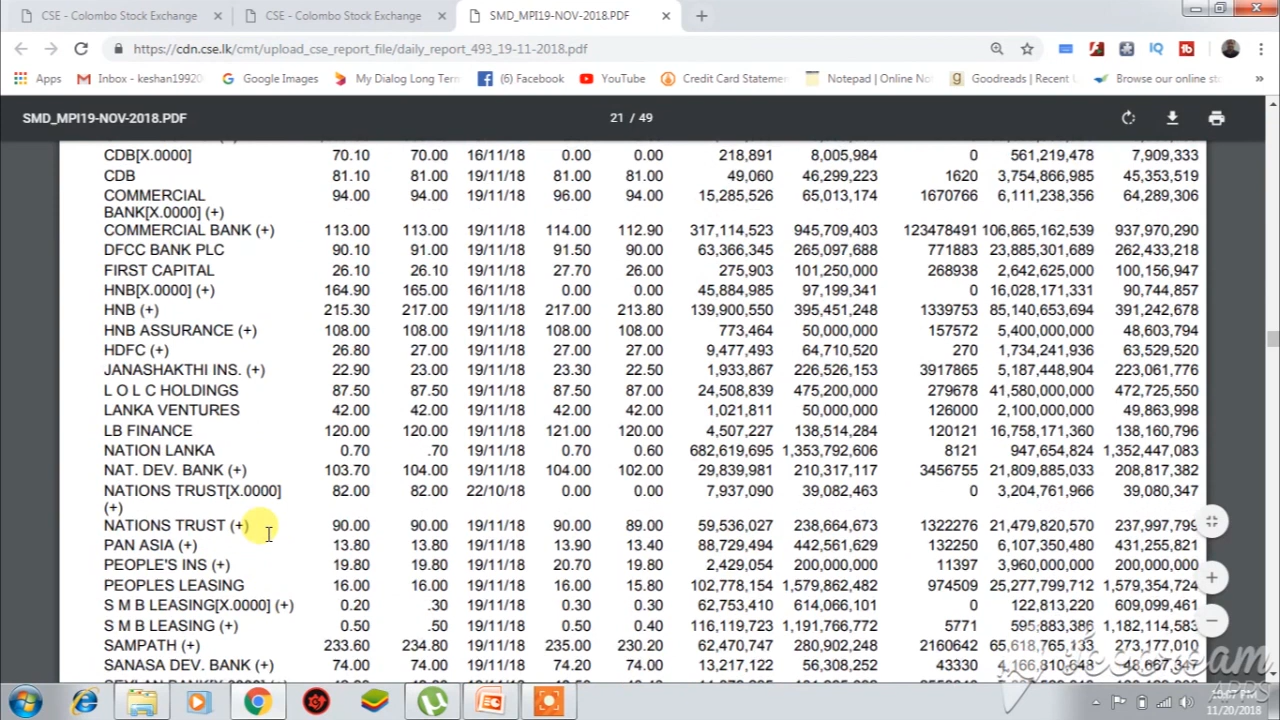 CSE - Colombo Stock Exchange
CSE - Colombo Stock Exchange
SMD_MPI19-NOV-2018.PDF
https://cdn.cse.lk/cmt/upload_cse_report_file/daily_report_493_19-11-2018.pdf
Apps Inbox - keshan19920 Google Images My Dialog Long Term (6) Facebook YouTube Credit Card Statemen Notepad | Online No Goodreads | Recent Browse our online sto
SMD_MPI19-NOV-2018.PDF 21 / 49
CDB[X.0000] 70.10 70.00 16/11/18 0.00 0.00 218,891 8,005,984 0 561,219,478 7,909,333
CDB 81.10 81.00 19/11/18 81.00 81.00 49,060 46,299,223 1620 3,754,866,985 45,353,519
COMMERCIAL 94.00 94.00 19/11/18 96.00 94.00 15,285,526 65,013,174 1670766 6,111,238,356 64,289,306
BANK[X.0000] (+)
COMMERCIAL BANK (+) 113.00 113.00 19/11/18 114.00 112.90 317,114,523 945,709,403 123478491 106,865,162,539 937,970,290
DFCC BANK PLC 90.10 91.00 19/11/18 91.50 90.00 63,366,345 265,097,688 771883 23,885,301,689 262,433,218
FIRST CAPITAL 26.10 26.10 19/11/18 27.70 26.00 275,903 101,250,000 268938 2,642,625,000 100,156,947
HNB[X.0000] (+) 164.90 165.00 16/11/18 0.00 0.00 45,884,985 97,199,341 0 16,028,171,331 90,744,857
HNB (+) 215.30 217.00 19/11/18 217.00 213.80 139,900,550 395,451,248 1339753 85,140,653,694 391,242,678
HNB ASSURANCE (+) 108.00 108.00 19/11/18 108.00 108.00 773,464 50,000,000 157572 5,400,000,000 48,603,794
HDFC (+) 26.80 27.00 19/11/18 27.00 27.00 9,477,493 64,710,520 270 1,734,241,936 63,529,520
JANASHAKTHI INS. (+) 22.90 23.00 19/11/18 23.30 22.50 1,933,867 226,526,153 3917865 5,187,448,904 223,061,776
L O L C HOLDINGS 87.50 87.50 19/11/18 87.50 87.00 24,508,839 475,200,000 279678 41,580,000,000 472,725,550
LANKA VENTURES 42.00 42.00 19/11/18 42.00 42.00 1,021,811 50,000,000 126000 2,100,000,000 49,863,998
LB FINANCE 120.00 120.00 19/11/18 121.00 120.00 4,507,227 138,514,284 120121 16,758,171,360 138,160,796
NATION LANKA 0.70 .70 19/11/18 0.70 0.60 682,619,695 1,353,792,606 8121 947,654,824 1,352,447,083
NAT. DEV. BANK (+) 103.70 104.00 19/11/18 104.00 102.00 29,839,981 210,317,117 3456755 21,809,885,033 208,817,382
NATIONS TRUST[X.0000] 82.00 82.00 22/10/18 0.00 0.00 7,937,090 39,082,463 0 3,204,761,966 39,080,347
(+)
NATIONS TRUST (+) 90.00 90.00 19/11/18 90.00 89.00 59,536,027 238,664,673 1322276 21,479,820,570 237,997,799
PAN ASIA (+) 13.80 13.80 19/11/18 13.90 13.40 88,729,494 442,561,629 132250 6,107,350,480 431,255,821
PEOPLE'S INS (+) 19.80 19.80 19/11/18 20.70 19.80 2,429,054 200,000,000 11397 3,960,000,000 200,000,000
PEOPLES LEASING 16.00 16.00 19/11/18 16.00 15.80 102,778,154 1,579,862,482 974509 25,277,799,712 1,579,354,724
S M B LEASING[X.0000] (+) 0.20 .30 19/11/18 0.30 0.30 62,753,410 614,066,101 0 122,813,220 609,099,461
S M B LEASING (+) 0.50 .50 19/11/18 0.50 0.40 116,119,723 1,191,766,772 5771 595,883,386 1,182,114,583
SAMPATH (+) 233.60 234.80 19/11/18 235.00 230.20 62,470,747 280,902,248 2160642 65,618,765,133 273,177,010
SANASA DEV. BANK (+) 74.00 74.00 19/11/18 74.20 74.00 13,217,122 56,308,252 43330 4,166,810,648 48,667,347
Icecream
APPS
10:07 PM
11/20/2018